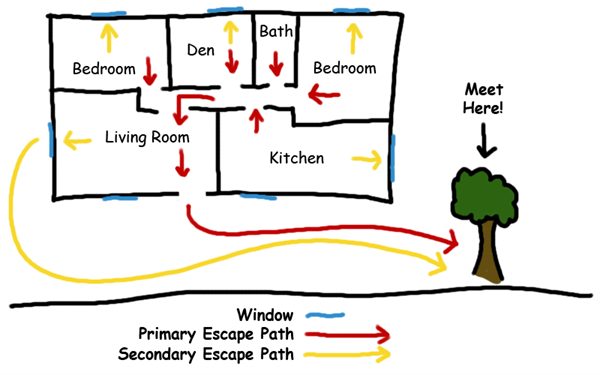 Bath
Den
Bedroom
Bedroom
Meet
Here!
Living Room
Kitchen
Window
Primary Escape Path
Secondary Escape Path